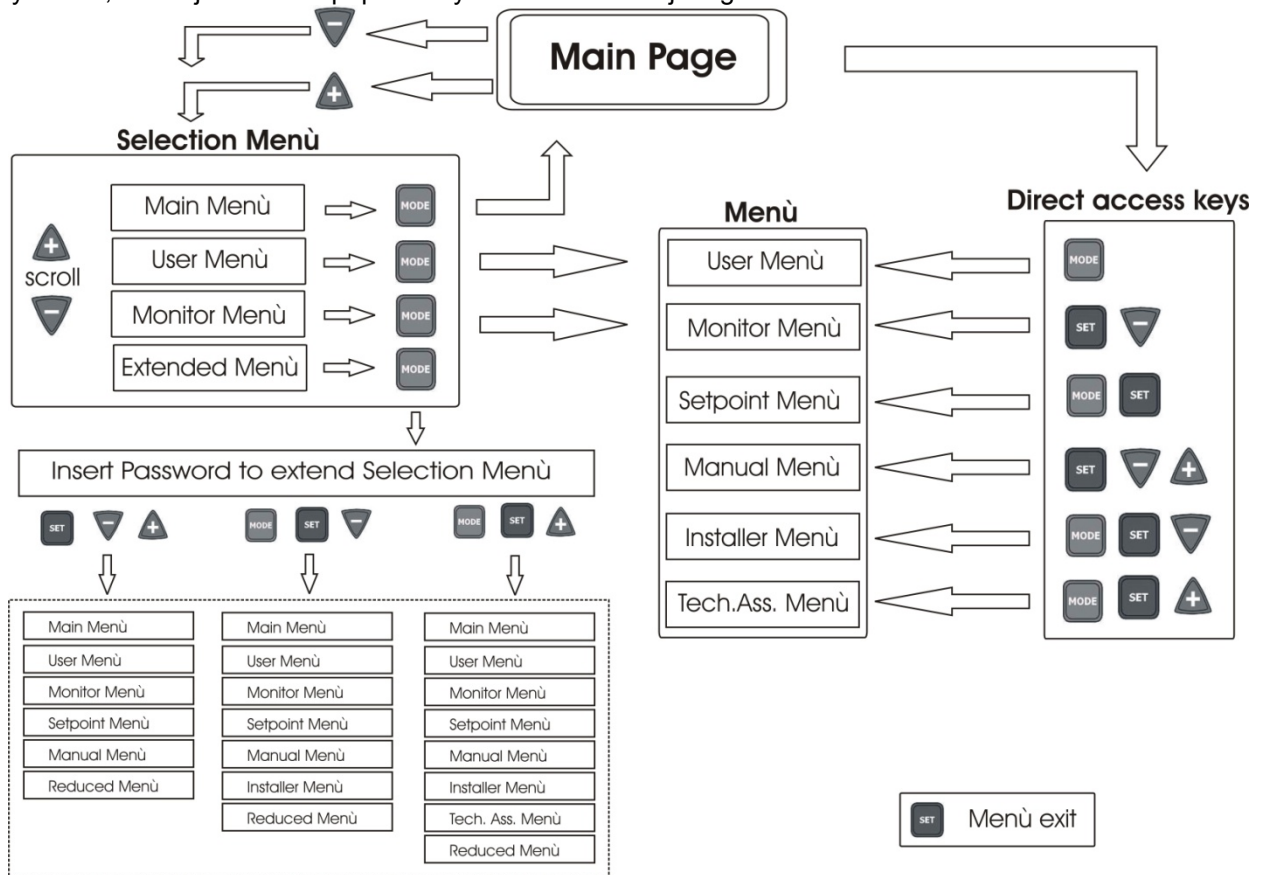 Main Page
Selection Menù
Main Menù
MODE
User Menù
MODE
scroll
Monitor Menù
MODE
Extended Menù
MODE
Insert Password to extend Selection Menù
SET
MODE
SET
MODE
SET
Main Menù
User Menù
Monitor Menù
Setpoint Menù
Manual Menù
Reduced Menù
Main Menù
User Menù
Monitor Menù
Setpoint Menù
Manual Menù
Installer Menù
Reduced Menù
Main Menù
User Menù
Monitor Menù
Setpoint Menù
Manual Menù
Installer Menù
Tech. Ass. Menù
Reduced Menù
Menù
User Menù
Monitor Menù
Setpoint Menù
Manual Menù
Installer Menù
Tech.Ass. Menù
Direct access keys
MODE
SET
MODE SET
SET
MODE SET
MODE SET
SET Menù exit